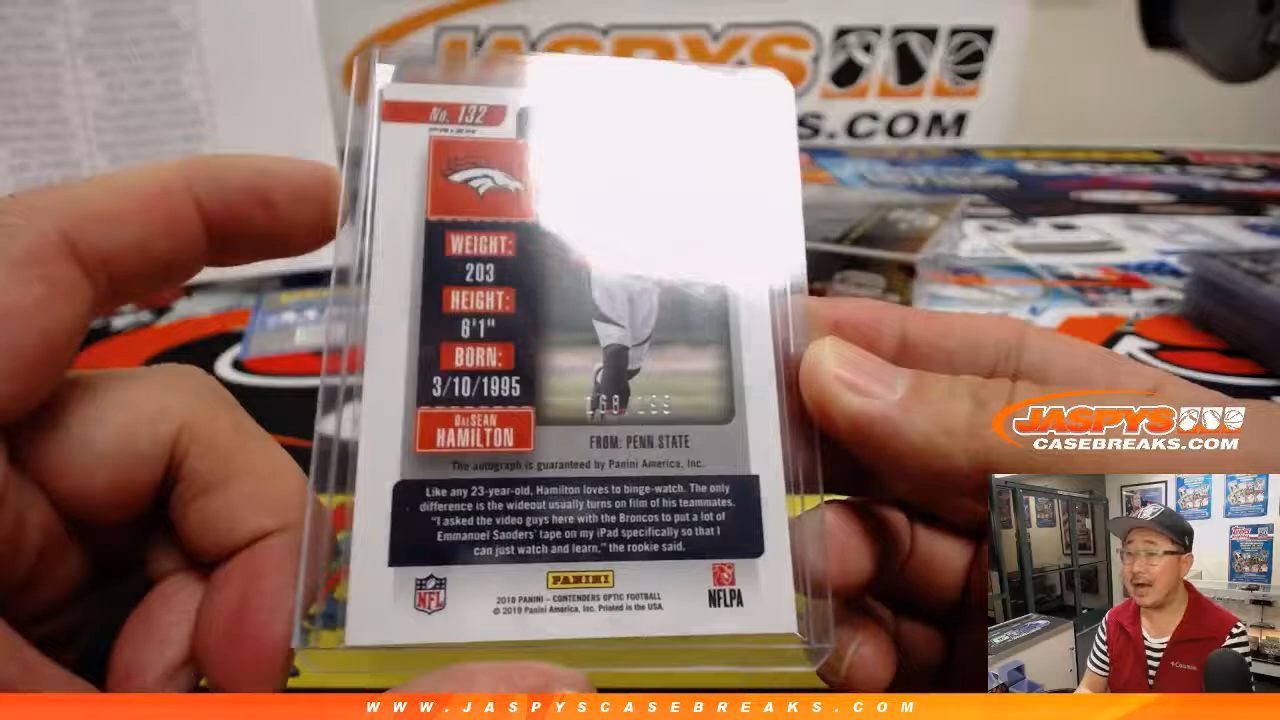 JASPYS
S.COM
No. 132
PRIZM
WEIGHT:
203
HEIGHT:
6'1"
BORN:
3/10/1995
DAESEAN
HAMILTON
FROM: PENN STATE
The autograph is guaranteed by Panini America, Inc.
Like any 23-year-old, Hamilton loves to binge-watch. The only
difference is the wideout usually turns on film of his teammates.
"I asked the video guys here with the Broncos to put a lot of
Emmanuel Sanders' tape on my iPad specifically so that I
can just watch and learn," the rookie said.
NFL
PANINI
2018 PANINI – CONTENDERS OPTIC FOOTBALL
© 2019 Panini America, Inc. Printed in the USA.
NFLPA
JASPYS
CASEBREAKS.COM
Columbia
WWW.JASPYSCASEBREAKS.COM